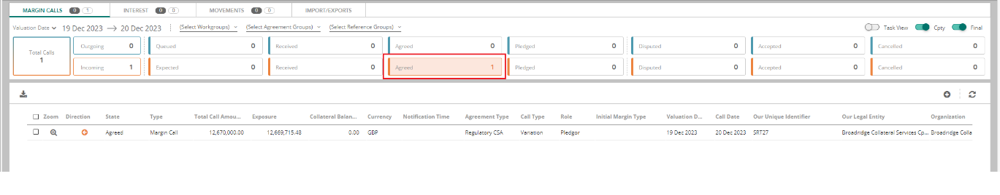 MARGIN CALLS 0 1 INTEREST 0 0 MOVEMENTS 0 0 IMPORT/EXPORTS
Valuation Date 19 Dec 2023 → 20 Dec 2023 (Select Workgroups) (Select Agreement Groups) (Select Reference Groups) Task View Cpty Final
Total Calls
1
Outgoing 0 Queued 0 Received 0 Agreed 0 Pledged 0 Disputed 0 Accepted 0 Cancelled 0
Incoming 1 Expected 0 Received 0 Agreed 1 Pledged 0 Disputed 0 Accepted 0 Cancelled 0
Zoom Direction State Type Total Call Amou... Exposure Collateral Balan... Currency Notification Time Agreement Type Call Type Role Initial Margin Type Valuation D... Call Date Our Unique Identifier Our Legal Entity Organization
Agreed Margin Call 12,670,000.00 12,669,715.48 0.00 GBP Regulatory CSA Variation Pledgor 19 Dec 2023 20 Dec 2023 SRT27 Broadridge Collateral Services Cp... Broadridge Colla